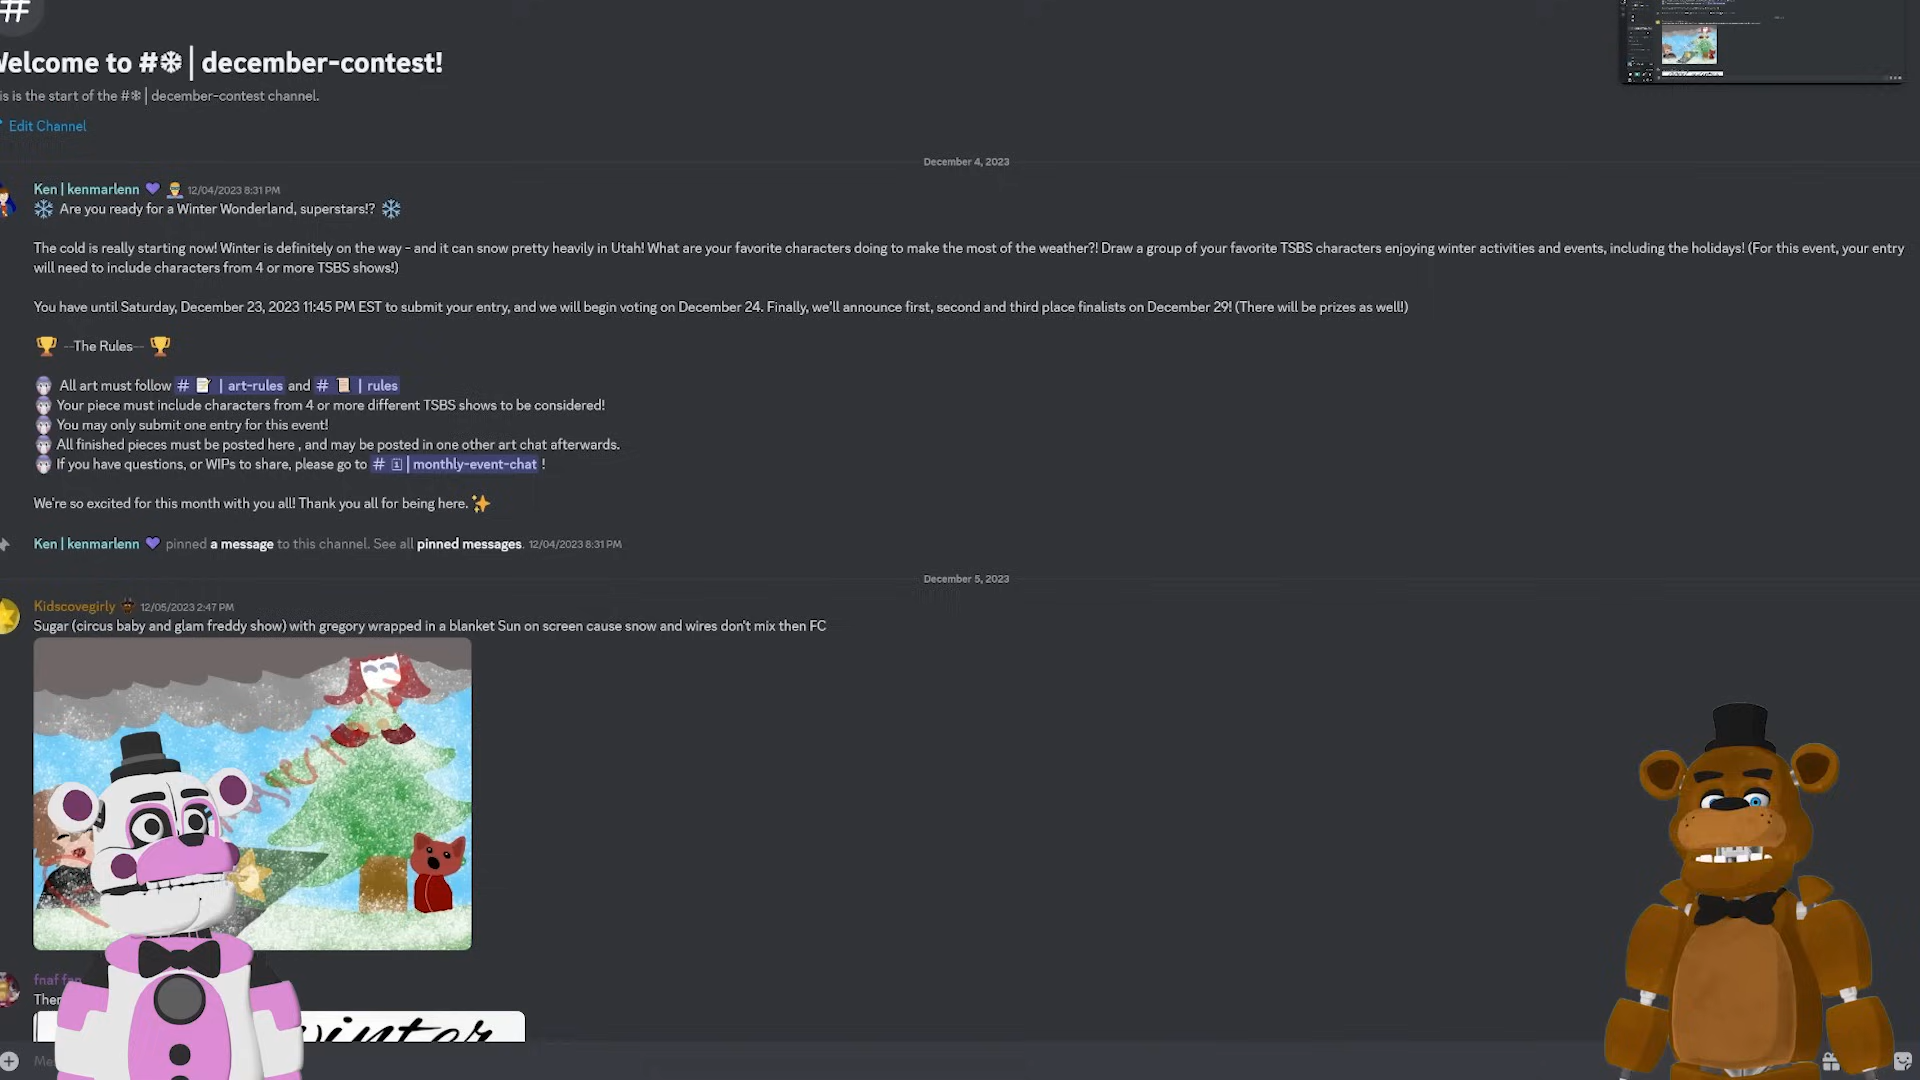 Welcome to #❄ | december-contest!
is is the start of the #❄ | december-contest channel.
Edit Channel
December 4, 2023
Ken | kenmarlenn 12/04/2023 8:31 PM
Are you ready for a Winter Wonderland, superstars!?
The cold is really starting now! Winter is definitely on the way - and it can snow pretty heavily in Utah! What are your favorite characters doing to make the most of the weather?! Draw a group of your favorite TSBS characters enjoying winter activities and events, including the holidays! (For this event, your entry
will need to include characters from 4 or more TSBS shows!)
You have until Saturday, December 23, 2023 11:45 PM EST to submit your entry, and we will begin voting on December 24. Finally, we'll announce first, second and third place finalists on December 29! (There will be prizes as well!)
--The Rules--
All art must follow # | art-rules and # | rules
Your piece must include characters from 4 or more different TSBS shows to be considered!
You may only submit one entry for this event!
All finished pieces must be posted here , and may be posted in one other art chat afterwards.
If you have questions, or WIPs to share, please go to # | monthly-event-chat !
We're so excited for this month with you all! Thank you all for being here.
Ken | kenmarlenn pinned a message to this channel. See all pinned messages. 12/04/2023 8:31 PM
December 5, 2023
Kidscovegirly 12/05/2023 2:47 PM
Sugar (circus baby and glam freddy show) with gregory wrapped in a blanket Sun on screen cause snow and wires don't mix then FC
fnaf fan
winter